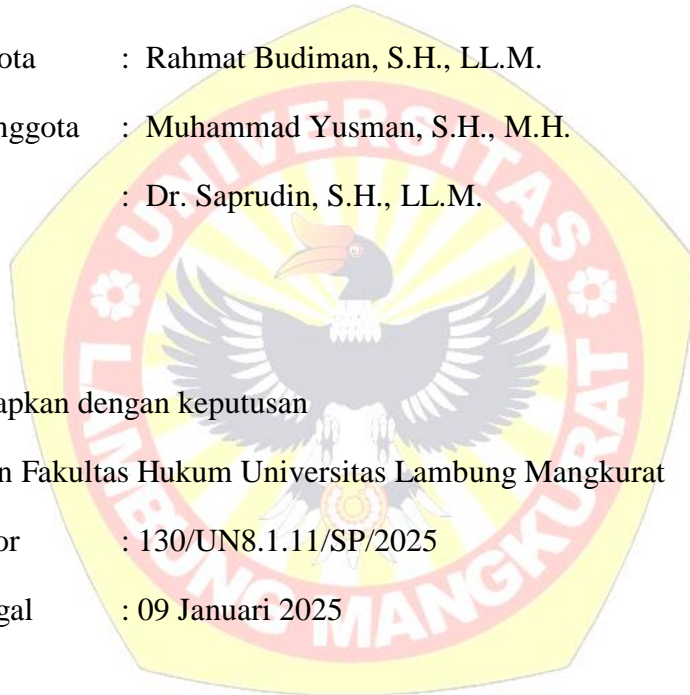 ota : Rahmat Budiman, S.H., LL.M.
nggota : Muhammad Yusman, S.H., M.H.
: Dr. Saprudin, S.H., LL.M.
UNIVERSITAS
LAMBUNG MANGKURAT
apkan dengan keputusan
n Fakultas Hukum Universitas Lambung Mangkurat
or : 130/UN8.1.11/SP/2025
gal : 09 Januari 2025